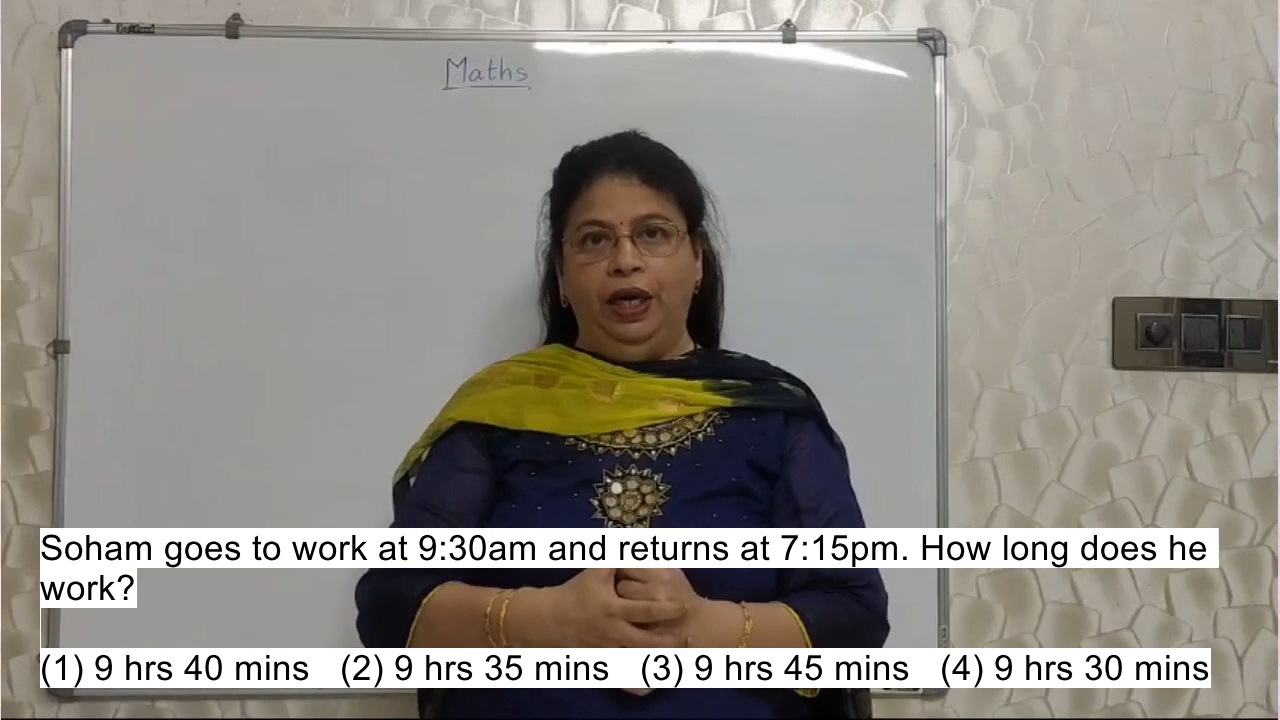 Maths
Soham goes to work at 9:30am and returns at 7:15pm. How long does he
work?
(1) 9 hrs 40 mins (2) 9 hrs 35 mins (3) 9 hrs 45 mins (4) 9 hrs 30 mins